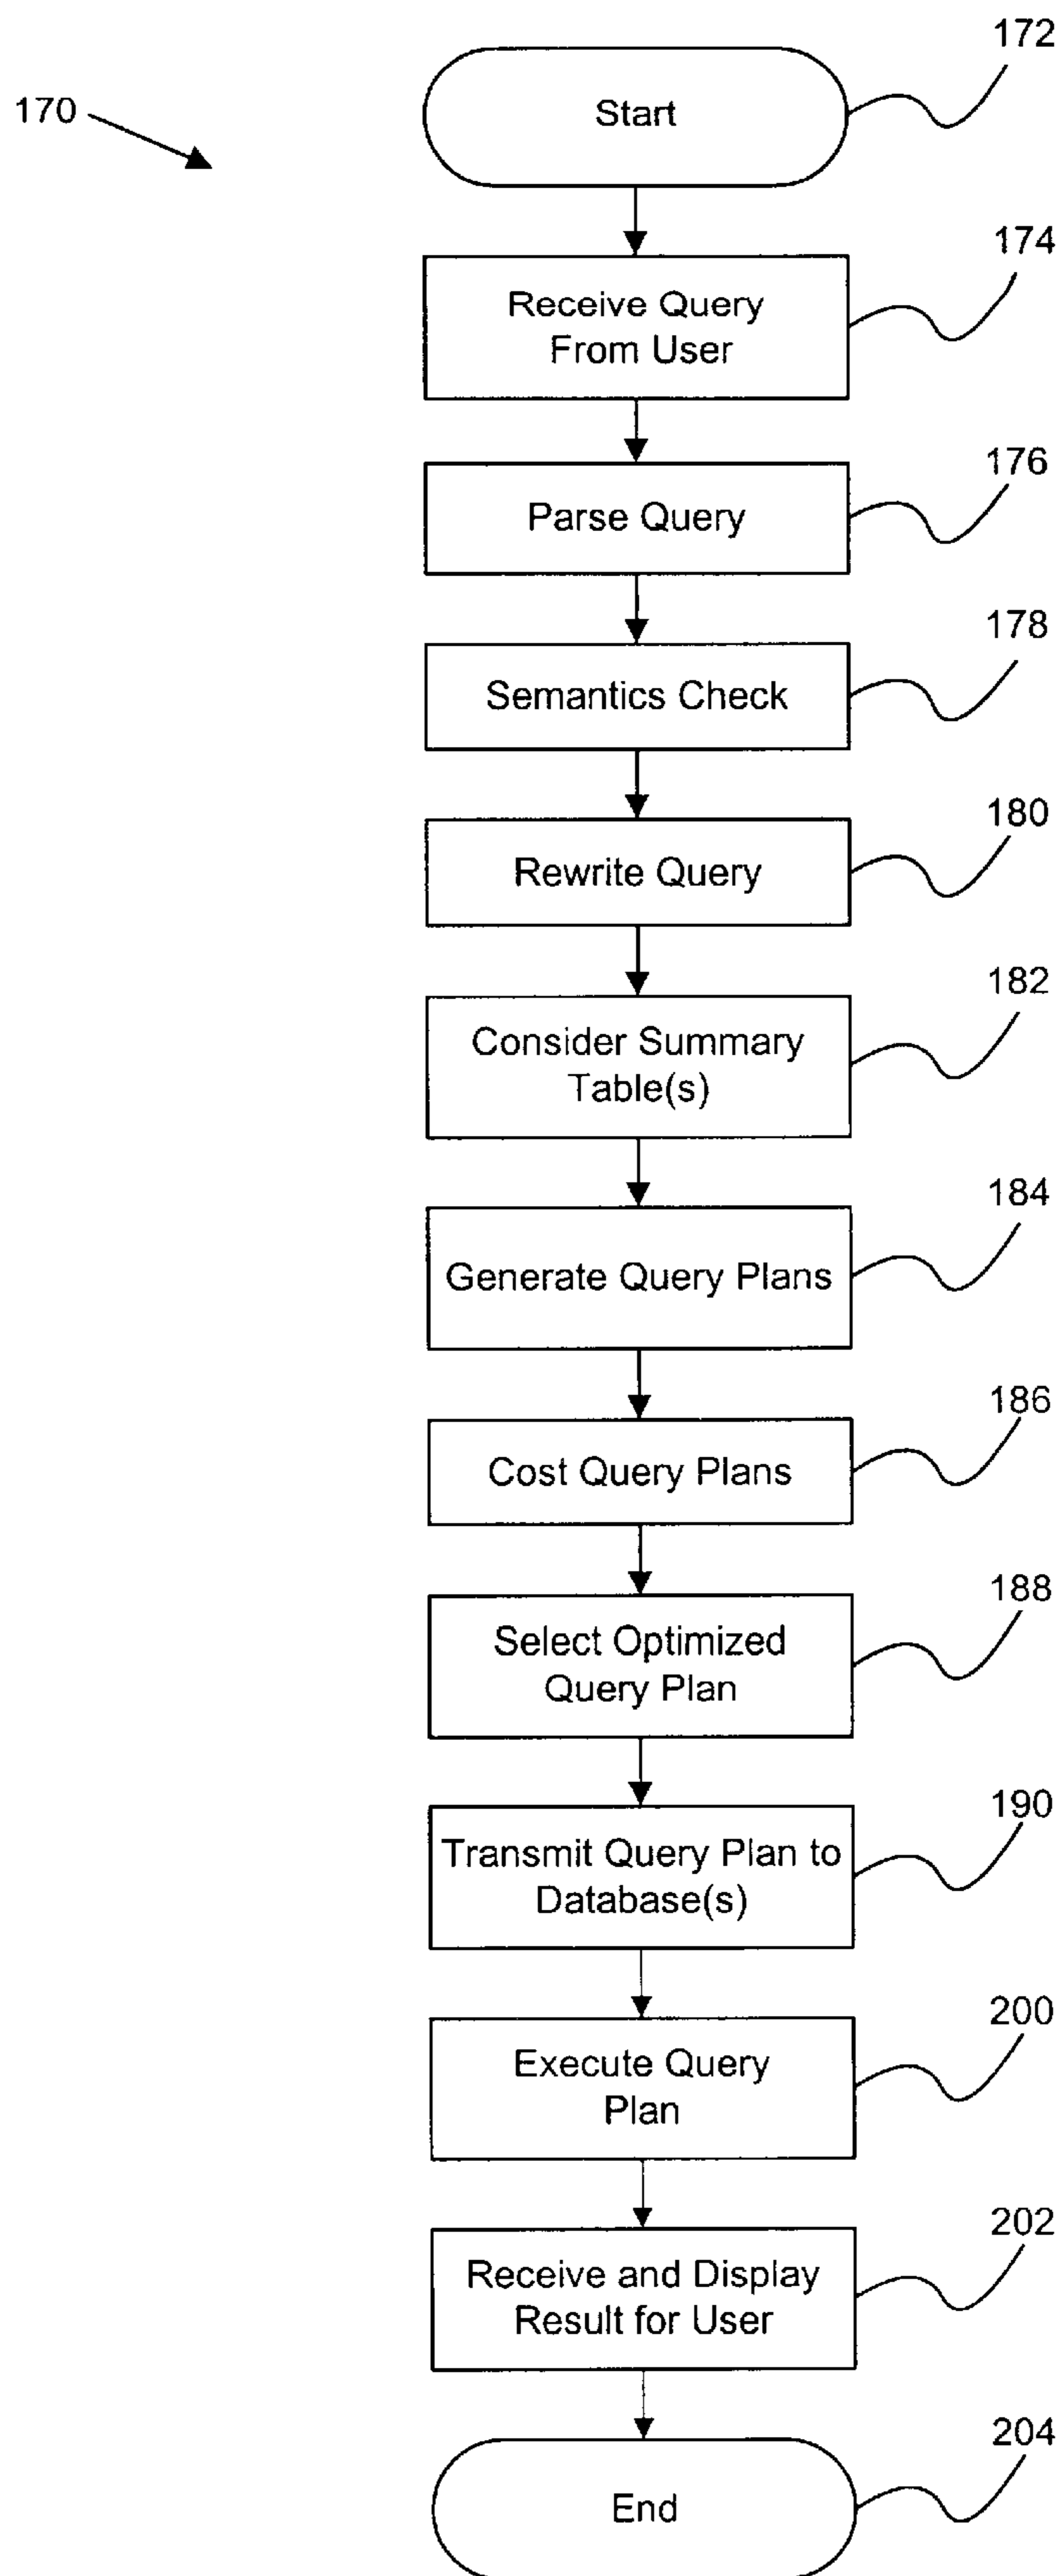 172
170
Start
174
Receive Query
From User
176
Parse Query
178
Semantics Check
180
Rewrite Query
182
Consider Summary
Table(s)
184
Generate Query Plans
186
Cost Query Plans
188
Select Optimized
Query Plan
190
Transmit Query Plan to
Database(s)
200
Execute Query
Plan
202
Receive and Display
Result for User
204
End